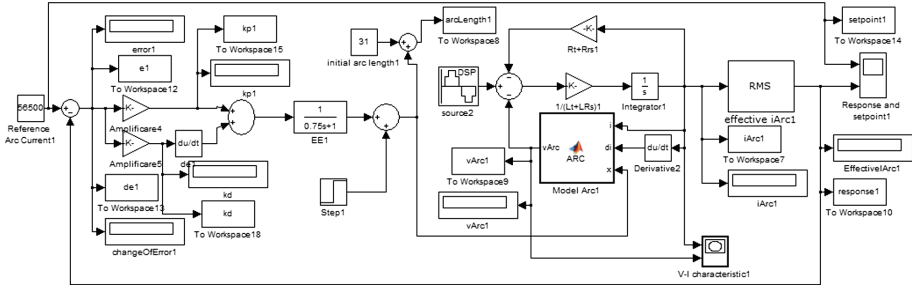 error1
e1
To Workspace12
kp1
To Workspace15
kp1
31
initial arc length1
arcLength1
To Workspace8
-K-
Rt+Rrs1
setpoint1
To Workspace14
56500
Reference
Arc Current1
K-
Amplificare4
K-
Amplificare5
du/dt
1
0.75s+1
EE1
DSP
source2
K-
1/(Lt+LRs)1
1
s
Integrator1
RMS
effective iArc1
Response and
setpoint1
vArc
ARC
i
di
x
Model Arc1
du/dt
Derivative2
vArc1
To Workspace9
iArc1
To Workspace7
EffectiveIArc1
de1
To Workspace13
kd
Step1
vArc1
iArc1
response1
To Workspace10
kd
To Workspace18
changeOfError1
V-I characteristic1